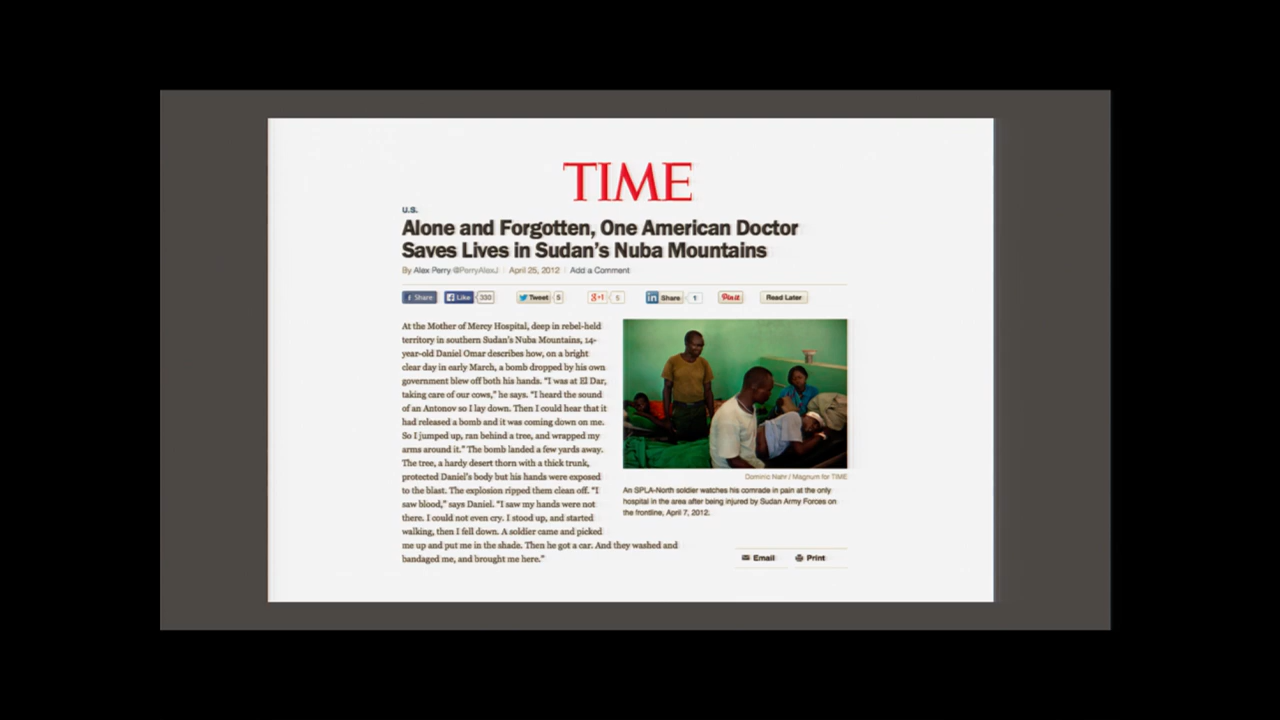 TIME
U.S.
Alone and Forgotten, One American Doctor
Saves Lives in Sudan's Nuba Mountains
By Alex Perry @PerryAlexJ | April 25, 2012 | Add a Comment
Share Like 330 Tweet 5 g+1 5 in Share 1 Pin it Read Later
At the Mother of Mercy Hospital, deep in rebel-held
territory in southern Sudan's Nuba Mountains, 14-
year-old Daniel Omar describes how, on a bright
clear day in early March, a bomb dropped by his own
government blew off both his hands. "I was at El Dar,
taking care of our cows," he says. "I heard the sound
of an Antonov so I lay down. Then I could hear that it
had released a bomb and it was coming down on me.
So I jumped up, ran behind a tree, and wrapped my
arms around it." The bomb landed a few yards away.
The tree, a hardy desert thorn with a thick trunk,
protected Daniel's body but his hands were exposed
to the blast. The explosion ripped them clean off. "I
saw blood," says Daniel. "I saw my hands were not
there. I could not even cry. I stood up, and started
walking, then I fell down. A soldier came and picked
me up and put me in the shade. Then he got a car. And they washed and
bandaged me, and brought me here."
Dominic Nahr / Magnum for TIME
An SPLA-North soldier watches his comrade in pain at the only
hospital in the area after being injured by Sudan Army Forces on
the frontline, April 7, 2012.
Email Print